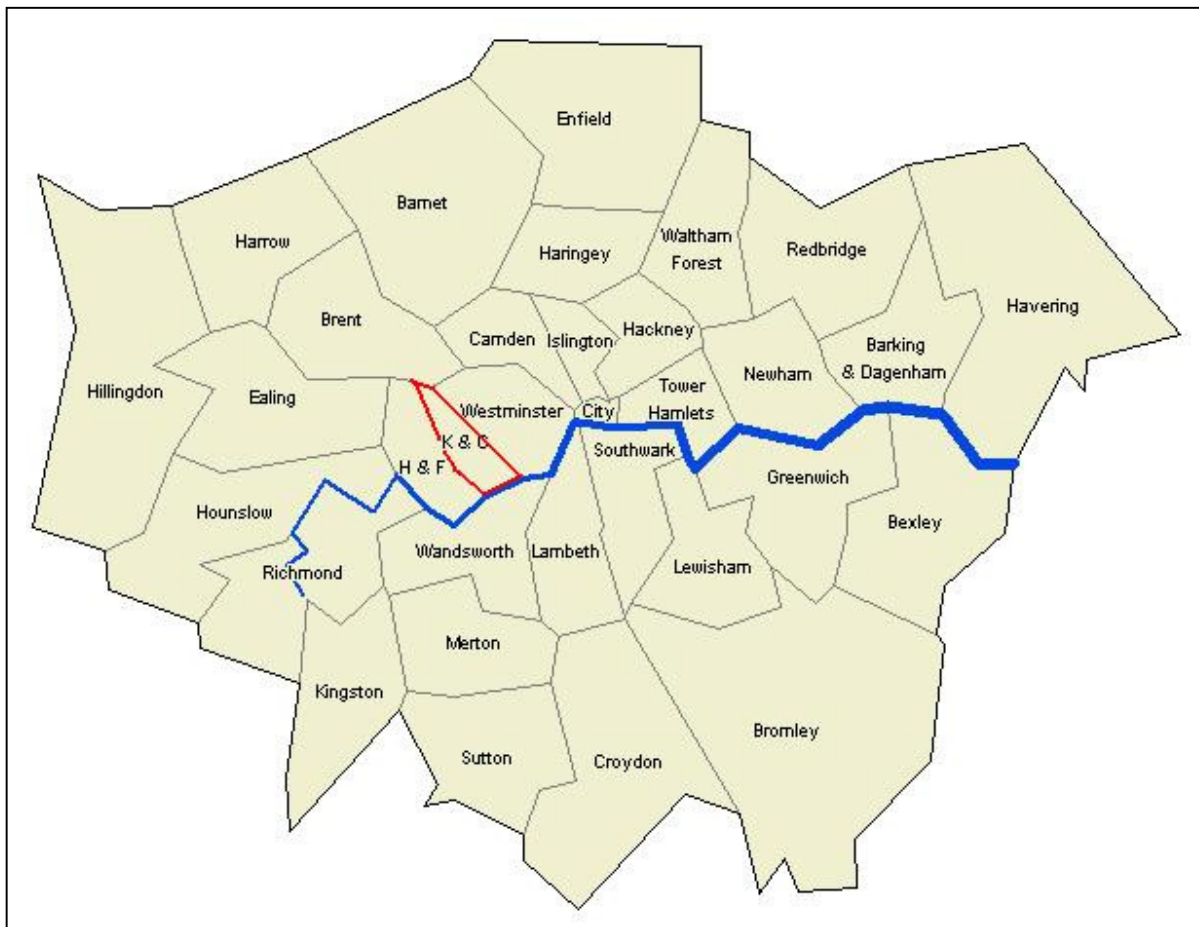 Enfield
Barnet
Harrow
Haringey
Waltham
Forest
Redbridge
Havering
Brent
Camden
Islington
Hackney
Barking
& Dagenham
Hillingdon
Ealing
Newham
Tower
Hamlets
Westminster
City
K & C
Southwark
H & F
Greenwich
Hounslow
Bexley
Wandsworth
Lambeth
Lewisham
Richmond
Merton
Kingston
Bromley
Sutton
Croydon